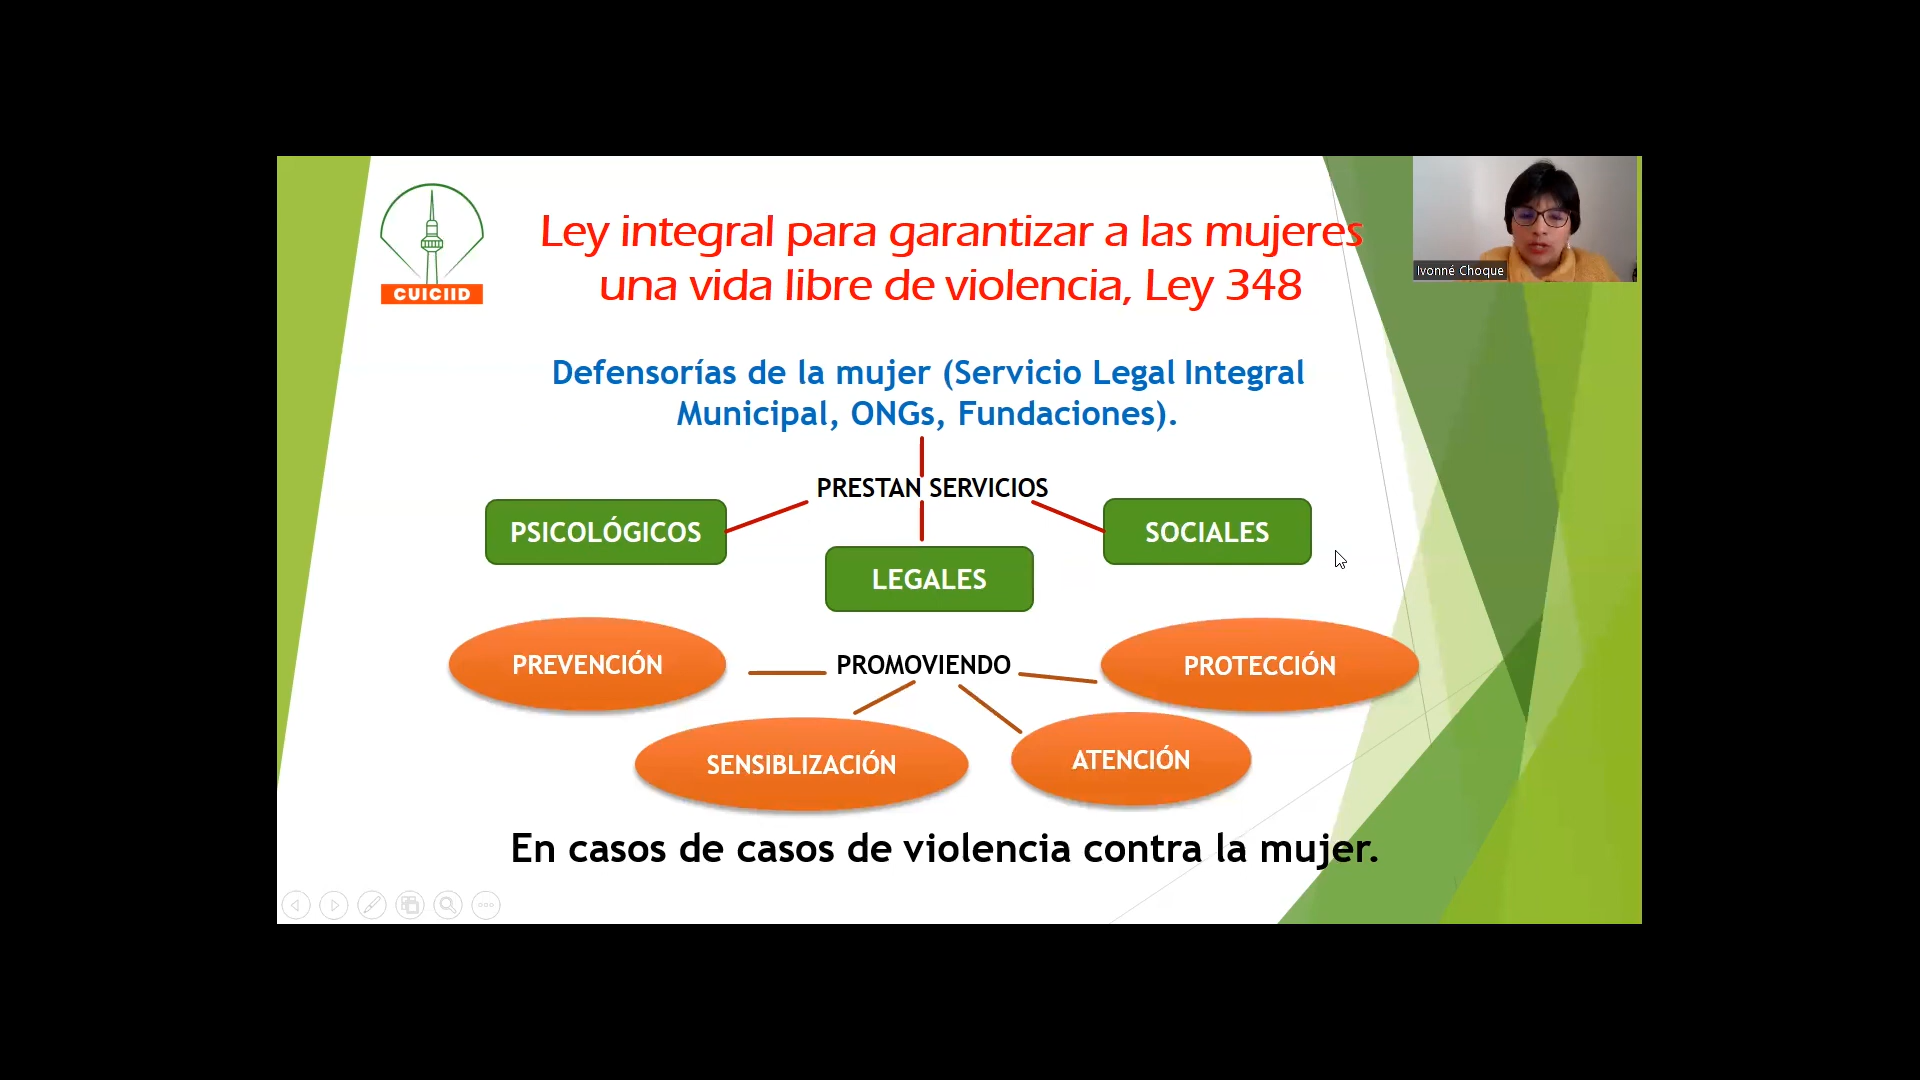 CUICIID
Ley integral para garantizar a las mujeres
una vida libre de violencia, Ley 348
Ivonné Choque
Defensorías de la mujer (Servicio Legal Integral
Municipal, ONGs, Fundaciones).
PRESTAN SERVICIOS
PSICOLÓGICOS
SOCIALES
LEGALES
PREVENCIÓN
PROMOVIENDO
PROTECCIÓN
SENSIBLIZACIÓN
ATENCIÓN
En casos de casos de violencia contra la mujer.